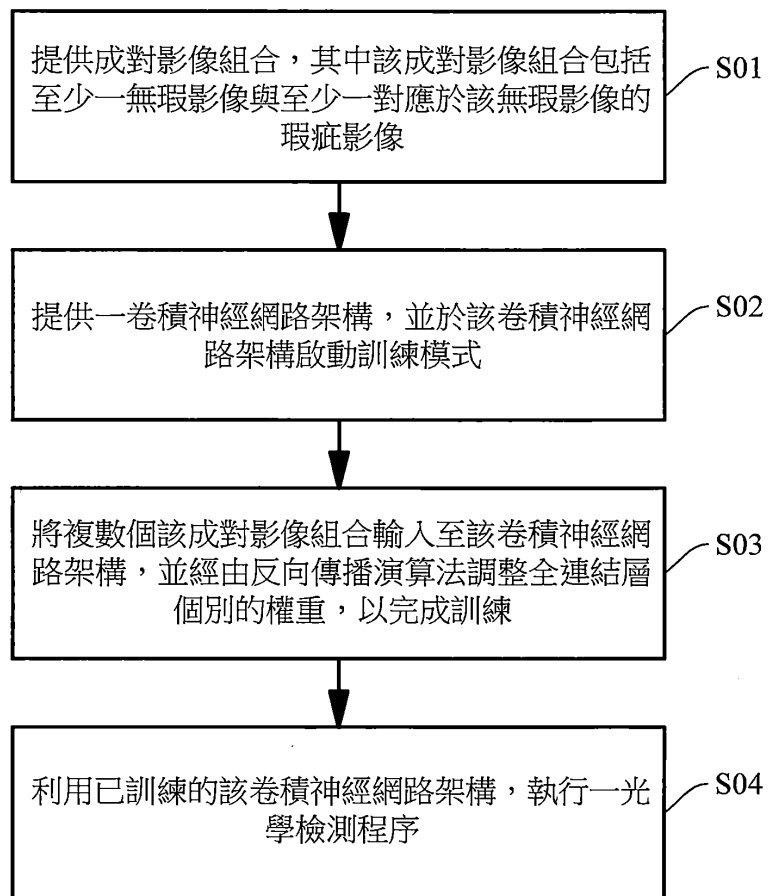 提供成對影像組合,其中該成對影像組合包括
至少一無瑕影像與至少一對應於該無瑕影像的
瑕疵影像
S01
提供一卷積神經網路架構,並於該卷積神經網
路架構啟動訓練模式
S02
將複數個該成對影像組合輸入至該卷積神經網
路架構,並經由反向傳播演算法調整全連結層
個別的權重,以完成訓練
S03
利用已訓練的該卷積神經網路架構,執行一光
學檢測程序
S04